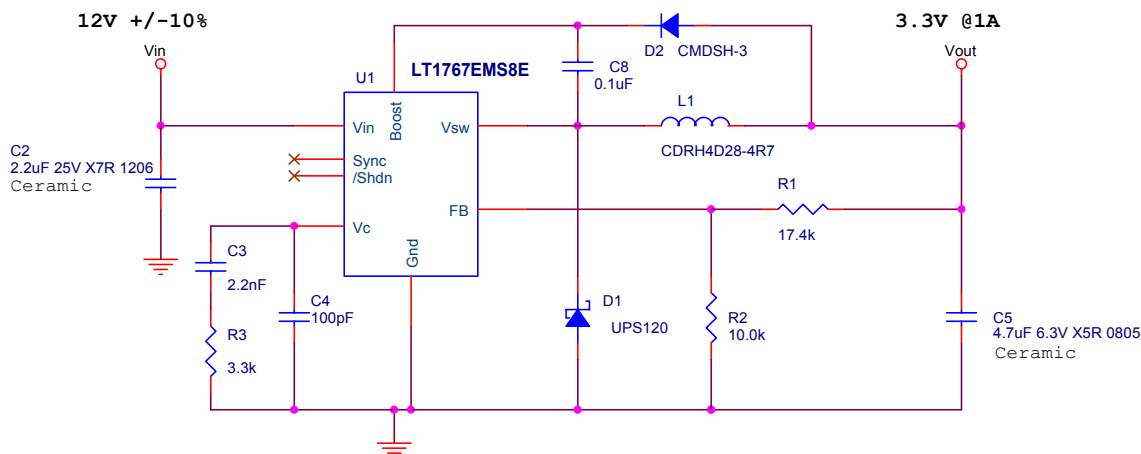 12V +/-10%
3.3V @1A
Vin
Vout
D2 CMDSH-3
C8
0.1uF
U1
LT1767EMS8E
L1
CDRH4D28-4R7
Vin
Boost
Vsw
Sync
/Shdn
FB
Vc
Gnd
C2
2.2uF 25V X7R 1206
Ceramic
R1
17.4k
C3
2.2nF
C4
100pF
R3
3.3k
D1
UPS120
R2
10.0k
C5
4.7uF 6.3V X5R 0805
Ceramic